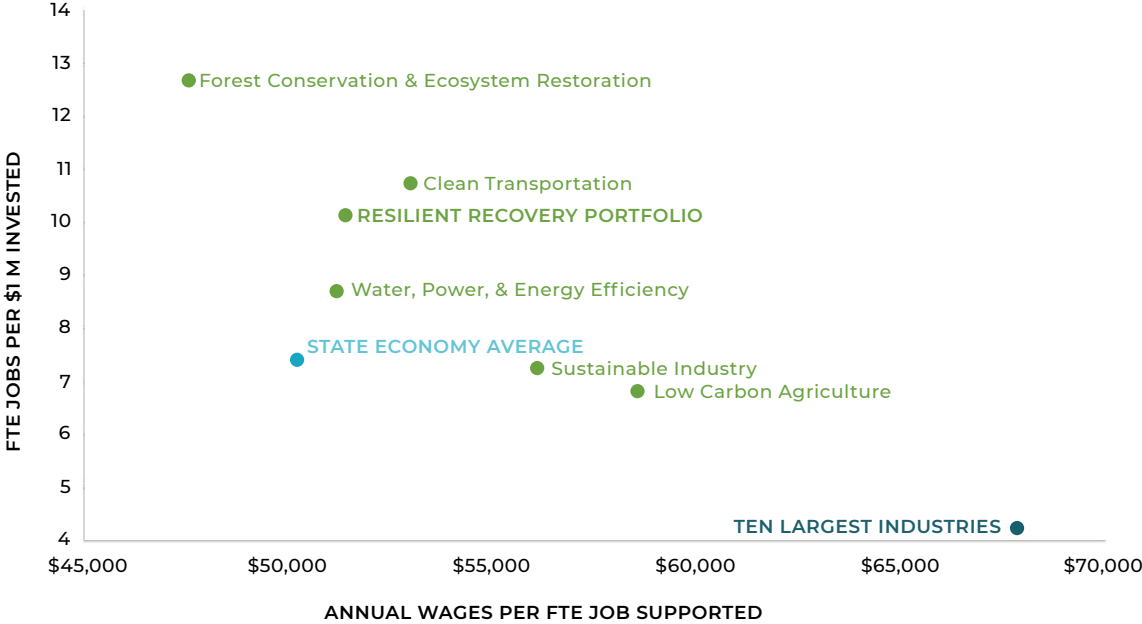 14
13
Forest Conservation & Ecosystem Restoration
12
11
Clean Transportation
RESILIENT RECOVERY PORTFOLIO
10
9
Water, Power, & Energy Efficiency
8
STATE ECONOMY AVERAGE
Sustainable Industry
7
Low Carbon Agriculture
6
5
TEN LARGEST INDUSTRIES
4
FTE JOBS PER $1 M INVESTED
$45,000 $50,000 $55,000 $60,000 $65,000 $70,000
ANNUAL WAGES PER FTE JOB SUPPORTED